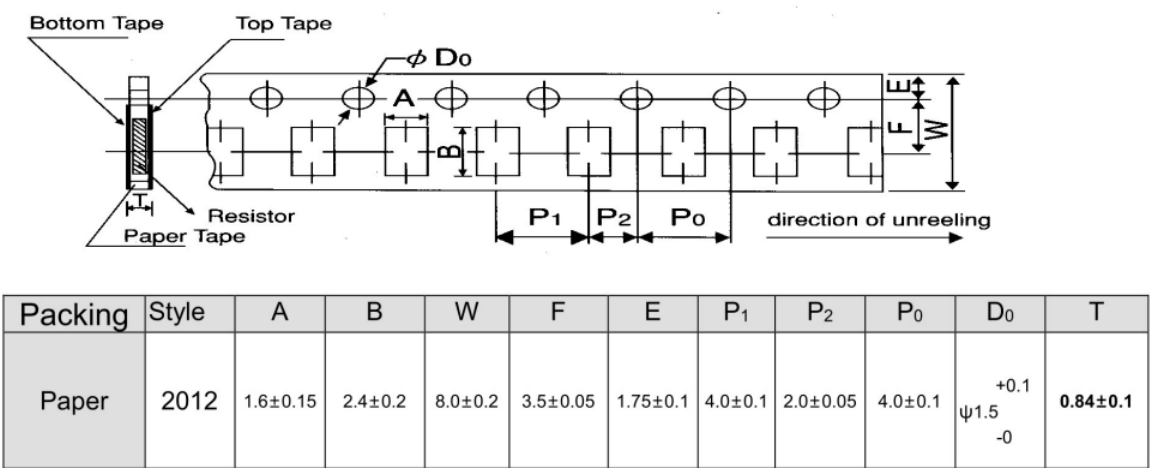 Bottom Tape
Top Tape
ϕ D₀
A
B
E
F
W
T
Resistor
Paper Tape
P₁
P₂
P₀
direction of unreeling
Packing Style A B W F E P₁ P₂ P₀ D₀ T
Paper 2012 1.6±0.15 2.4±0.2 8.0±0.2 3.5±0.05 1.75±0.1 4.0±0.1 2.0±0.05 4.0±0.1 ψ1.5 +0.1 -0 0.84±0.1